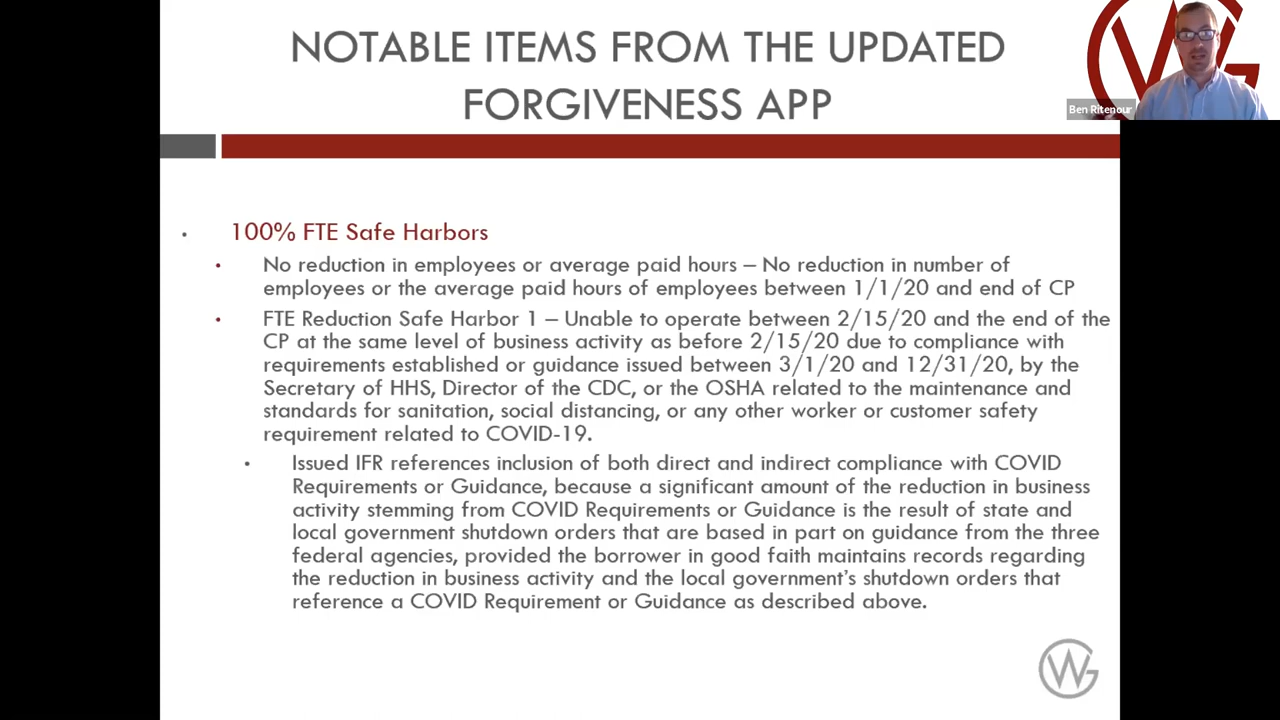 NOTABLE ITEMS FROM THE UPDATED
FORGIVENESS APP
Ben Ritenour
• 100% FTE Safe Harbors
• No reduction in employees or average paid hours – No reduction in number of
employees or the average paid hours of employees between 1/1/20 and end of CP
• FTE Reduction Safe Harbor 1 – Unable to operate between 2/15/20 and the end of the
CP at the same level of business activity as before 2/15/20 due to compliance with
requirements established or guidance issued between 3/1/20 and 12/31/20, by the
Secretary of HHS, Director of the CDC, or the OSHA related to the maintenance and
standards for sanitation, social distancing, or any other worker or customer safety
requirement related to COVID-19.
• Issued IFR references inclusion of both direct and indirect compliance with COVID
Requirements or Guidance, because a significant amount of the reduction in business
activity stemming from COVID Requirements or Guidance is the result of state and
local government shutdown orders that are based in part on guidance from the three
federal agencies, provided the borrower in good faith maintains records regarding
the reduction in business activity and the local government's shutdown orders that
reference a COVID Requirement or Guidance as described above.
WG